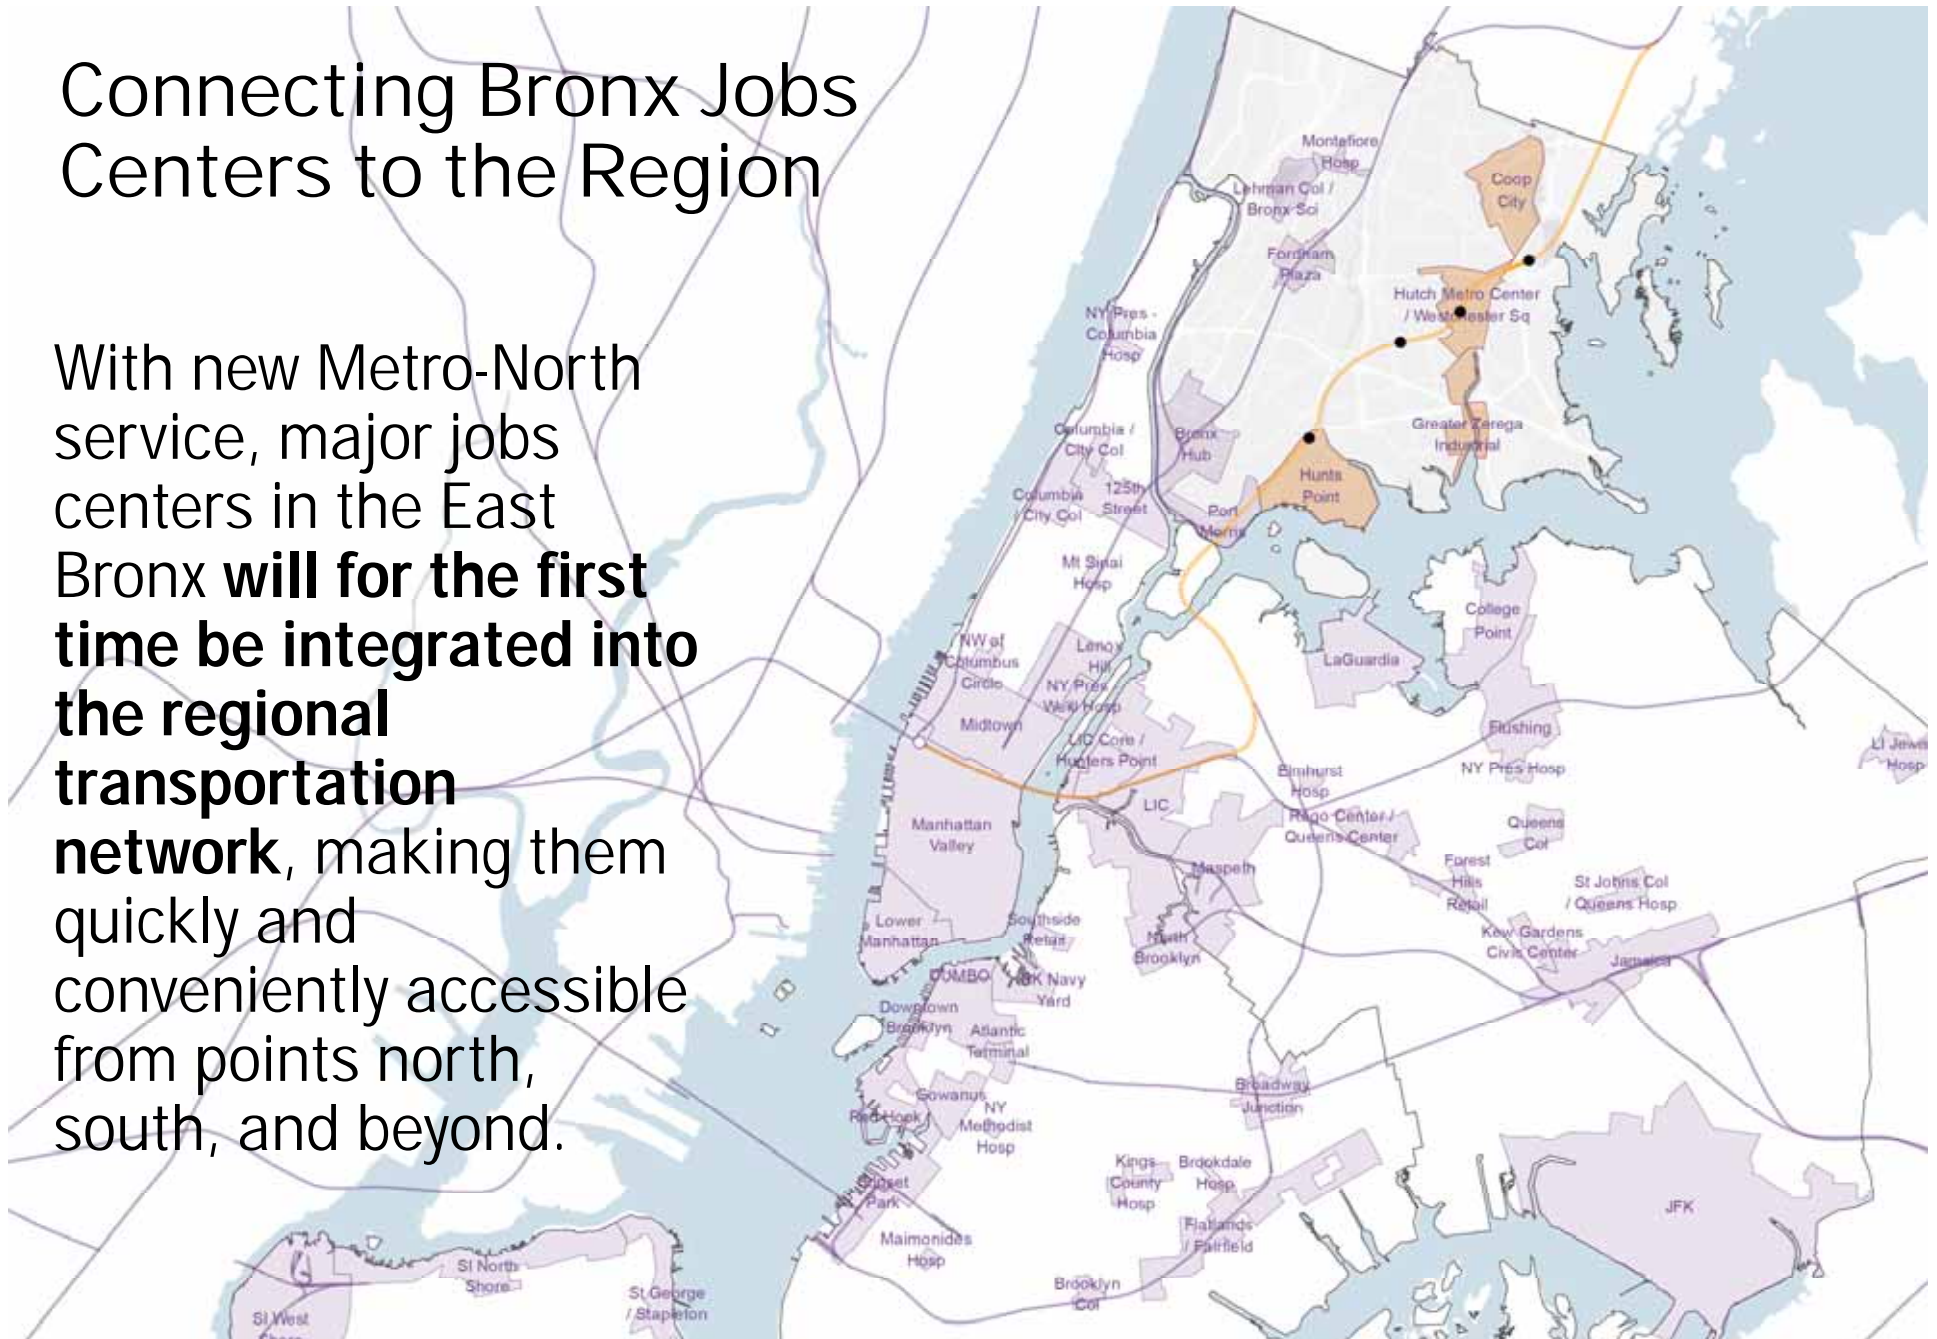 Connecting Bronx Jobs
Centers to the Region
With new Metro-North
service, major jobs
centers in the East
Bronx will for the first
time be integrated into
the regional
transportation
network, making them
quickly and
conveniently accessible
from points north,
south, and beyond.
Montefiore
Hosp
Coop
City
Lehman Col /
Bronx Sci
Fordham
Plaza
Hutch Metro Center
/ Westchester Sq
NY Pres -
Columbia
Hosp
Columbia /
City Col
Bronx
Hub
Greater Zerega
Industrial
Hunts
Point
Columbia
/ City Col
125th
Street
Port
Morris
Mt Sinai
Hosp
College
Point
NW of
Columbus
Circle
Lenox
Hill
LaGuardia
NY Pres
Weill Hosp
Midtown
Flushing
LIC Core /
Hunters Point
LI Jewe
Hosp
NY Pres Hosp
Elmhurst
Hosp
LIC
Rego Center /
Queens Center
Queens
Col
Manhattan
Valley
Maspeth
Forest
Hills
Retail
St Johns Col
/ Queens Hosp
Lower
Manhattan
Southside
Retail
North
Brooklyn
Kew Gardens
Civic Center
Jamaica
DUMBO
BK Navy
Yard
Downtown
Brooklyn
Atlantic
Terminal
Broadway
Junction
Gowanus
Red Hook /
NY
Methodist
Hosp
Kings
County
Hosp
Brookdale
Hosp
Sunset
Park
JFK
Flatlands
/ Fairfield
Maimonides
Hosp
SI North
Shore
Brooklyn
Col
St George
/ Stapleton
SI West
Shore